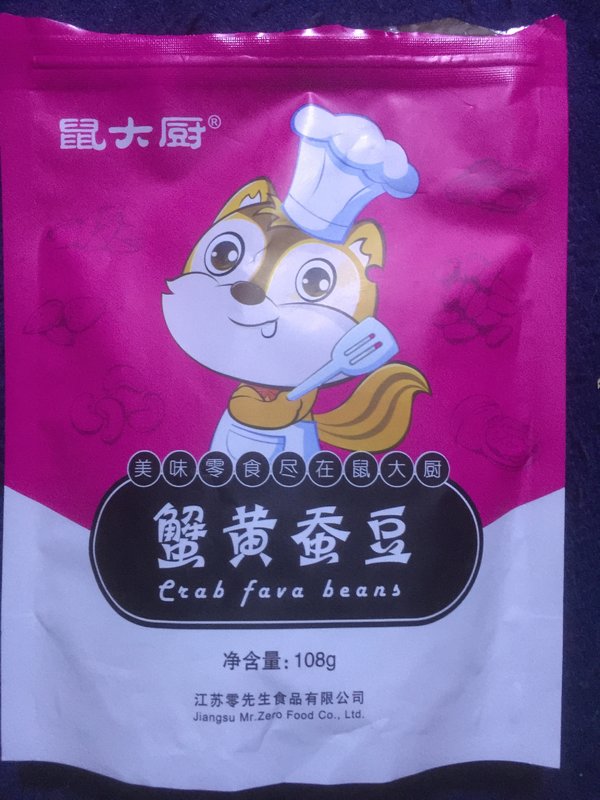 鼠大厨®
美味零食尽在鼠大厨
蟹黄蚕豆
Crab fava beans
净含量：108g
江苏零先生食品有限公司
Jiangsu Mr.Zero Food Co., Ltd.